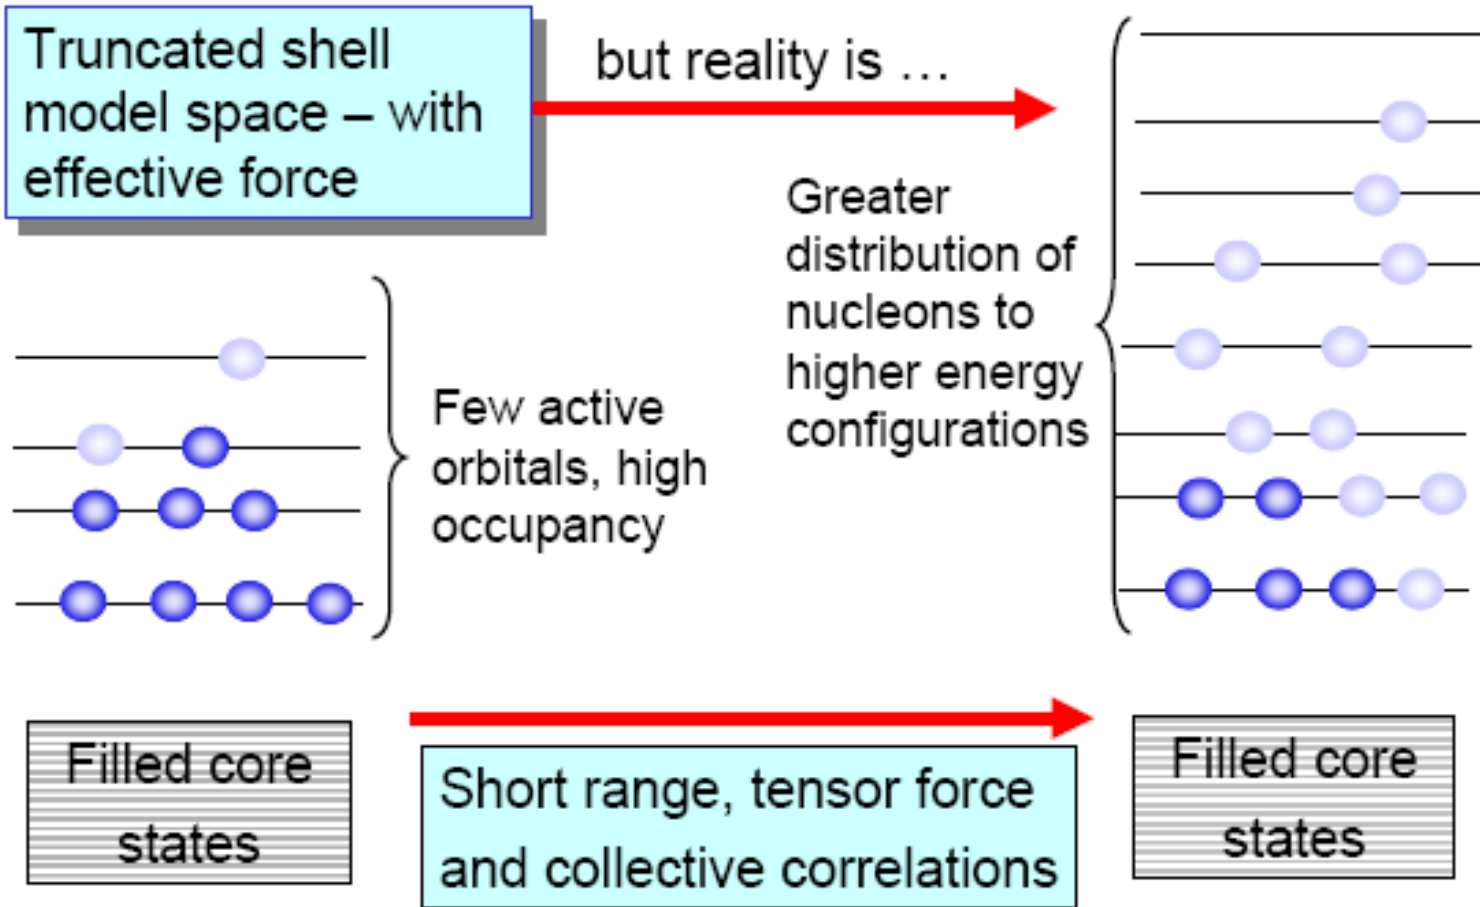 Truncated shell
model space – with
effective force
but reality is …
Greater
distribution of
nucleons to
higher energy
configurations
Few active
orbitals, high
occupancy
Filled core
states
Short range, tensor force
and collective correlations
Filled core
states